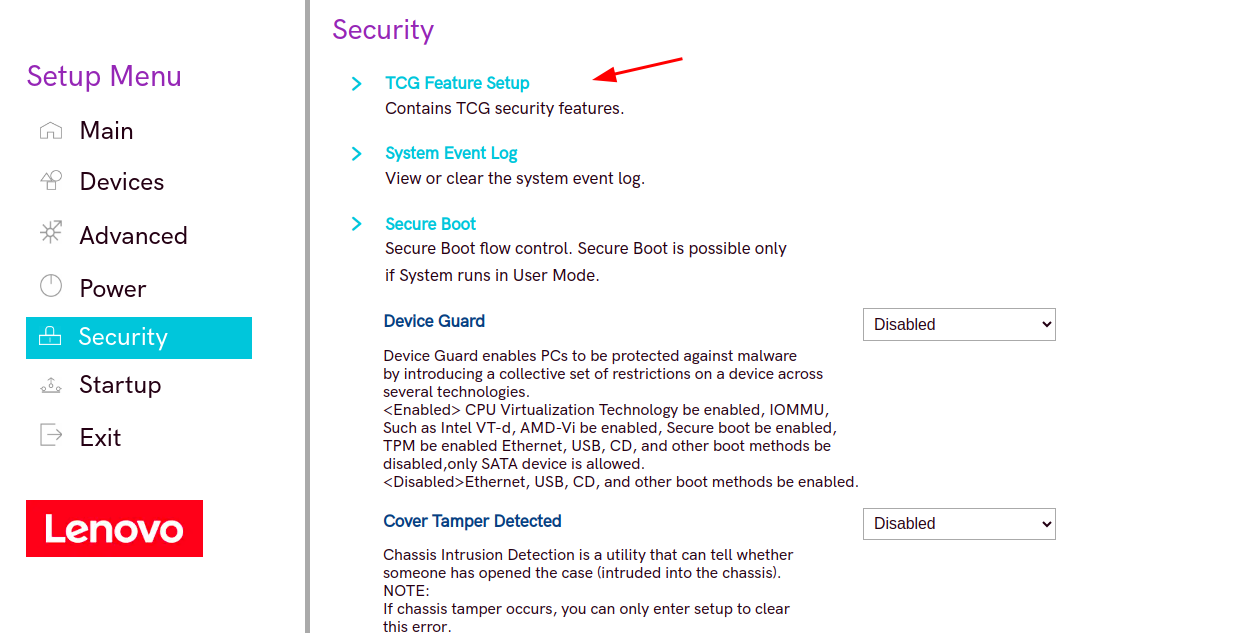 Setup Menu
Main
Devices
Advanced
Power
Security
Startup
Exit
Lenovo
Security
TCG Feature Setup
Contains TCG security features.
System Event Log
View or clear the system event log.
Secure Boot
Secure Boot flow control. Secure Boot is possible only
if System runs in User Mode.
Device Guard
Disabled
Device Guard enables PCs to be protected against malware
by introducing a collective set of restrictions on a device across
several technologies.
<Enabled> CPU Virtualization Technology be enabled, IOMMU,
Such as Intel VT-d, AMD-Vi be enabled, Secure boot be enabled,
TPM be enabled Ethernet, USB, CD, and other boot methods be
disabled,only SATA device is allowed.
<Disabled>Ethernet, USB, CD, and other boot methods be enabled.
Cover Tamper Detected
Disabled
Chassis Intrusion Detection is a utility that can tell whether
someone has opened the case (intruded into the chassis).
NOTE:
If chassis tamper occurs, you can only enter setup to clear
this error.